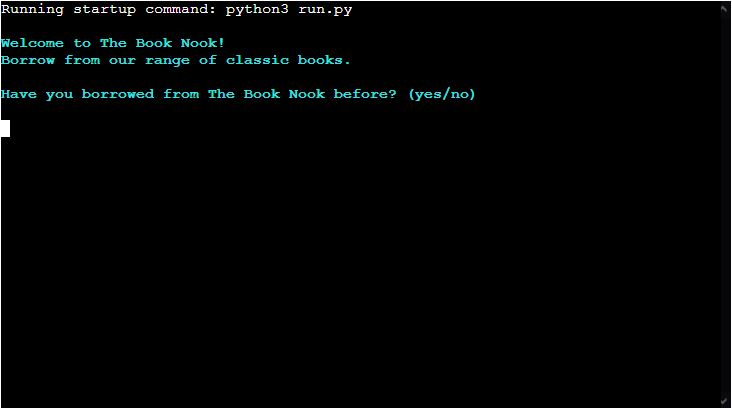 Running startup command: python3 run.py
Welcome to The Book Nook!
Borrow from our range of classic books.
Have you borrowed from The Book Nook before? (yes/no)